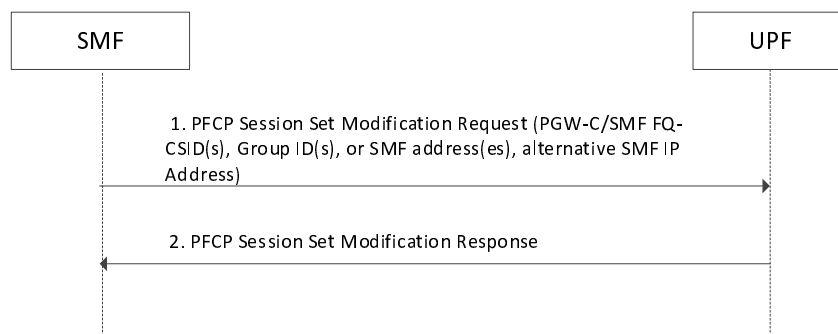 SMF
UPF
1. PFCP Session Set Modification Request (PGW-C/SMF FQ-
CSID(s), Group ID(s), or SMF address(es), alternative SMF IP
Address)
2. PFCP Session Set Modification Response